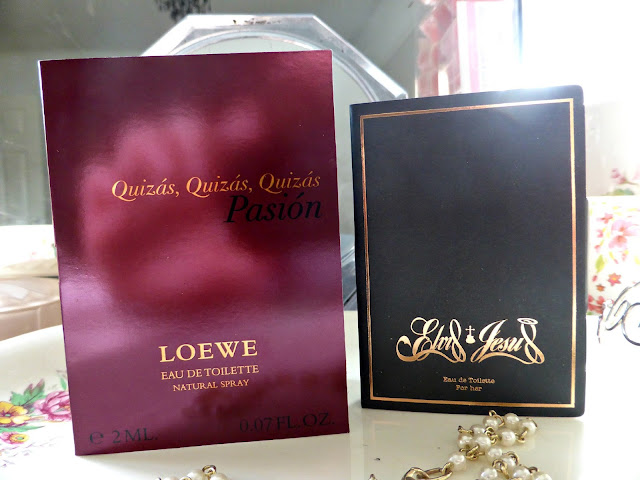 Quizás, Quizás, Quizás
Pasión
LOEWE
EAU DE TOILETTE
NATURAL SPRAY
e 2 ML. 0.07 FL.OZ.
Elvis Jesus
Eau de Toilette
For her